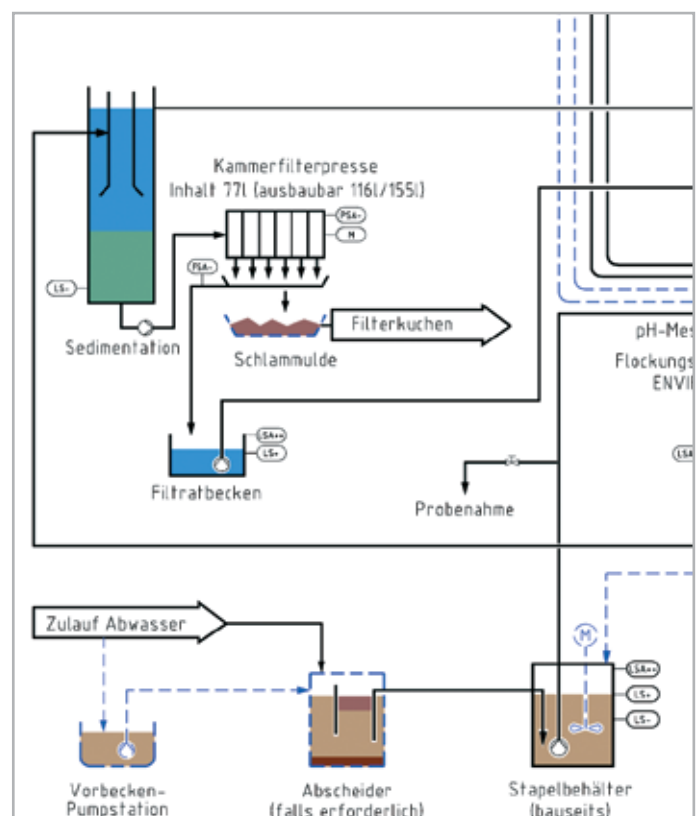 Kammerfilterpresse
Inhalt 77l (ausbaubar 116l/155l)
PSA-
M
PSA-
LS-
Sedimentation
Filterkuchen
Schlammulde
pH-Mes
Flockungs
ENVI
LSA++
LS+
Filtratbecken
LSA
Probenahme
Zulauf Abwasser
M
LSA++
LS+
LS-
Vorbecken-
Pumpstation
Abscheider
(falls erforderlich)
Stapelbehälter
(bauseits)